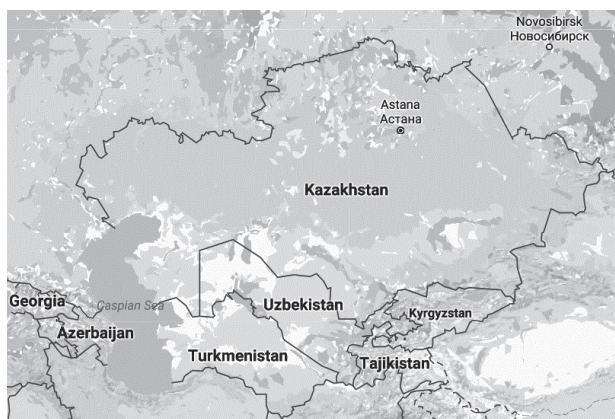 Novosibirsk
Новосибирск
Astana
Астана
Kazakhstan
Georgia
Caspian Sea
Uzbekistan
Kyrgyzstan
Azerbaijan
Turkmenistan
Tajikistan